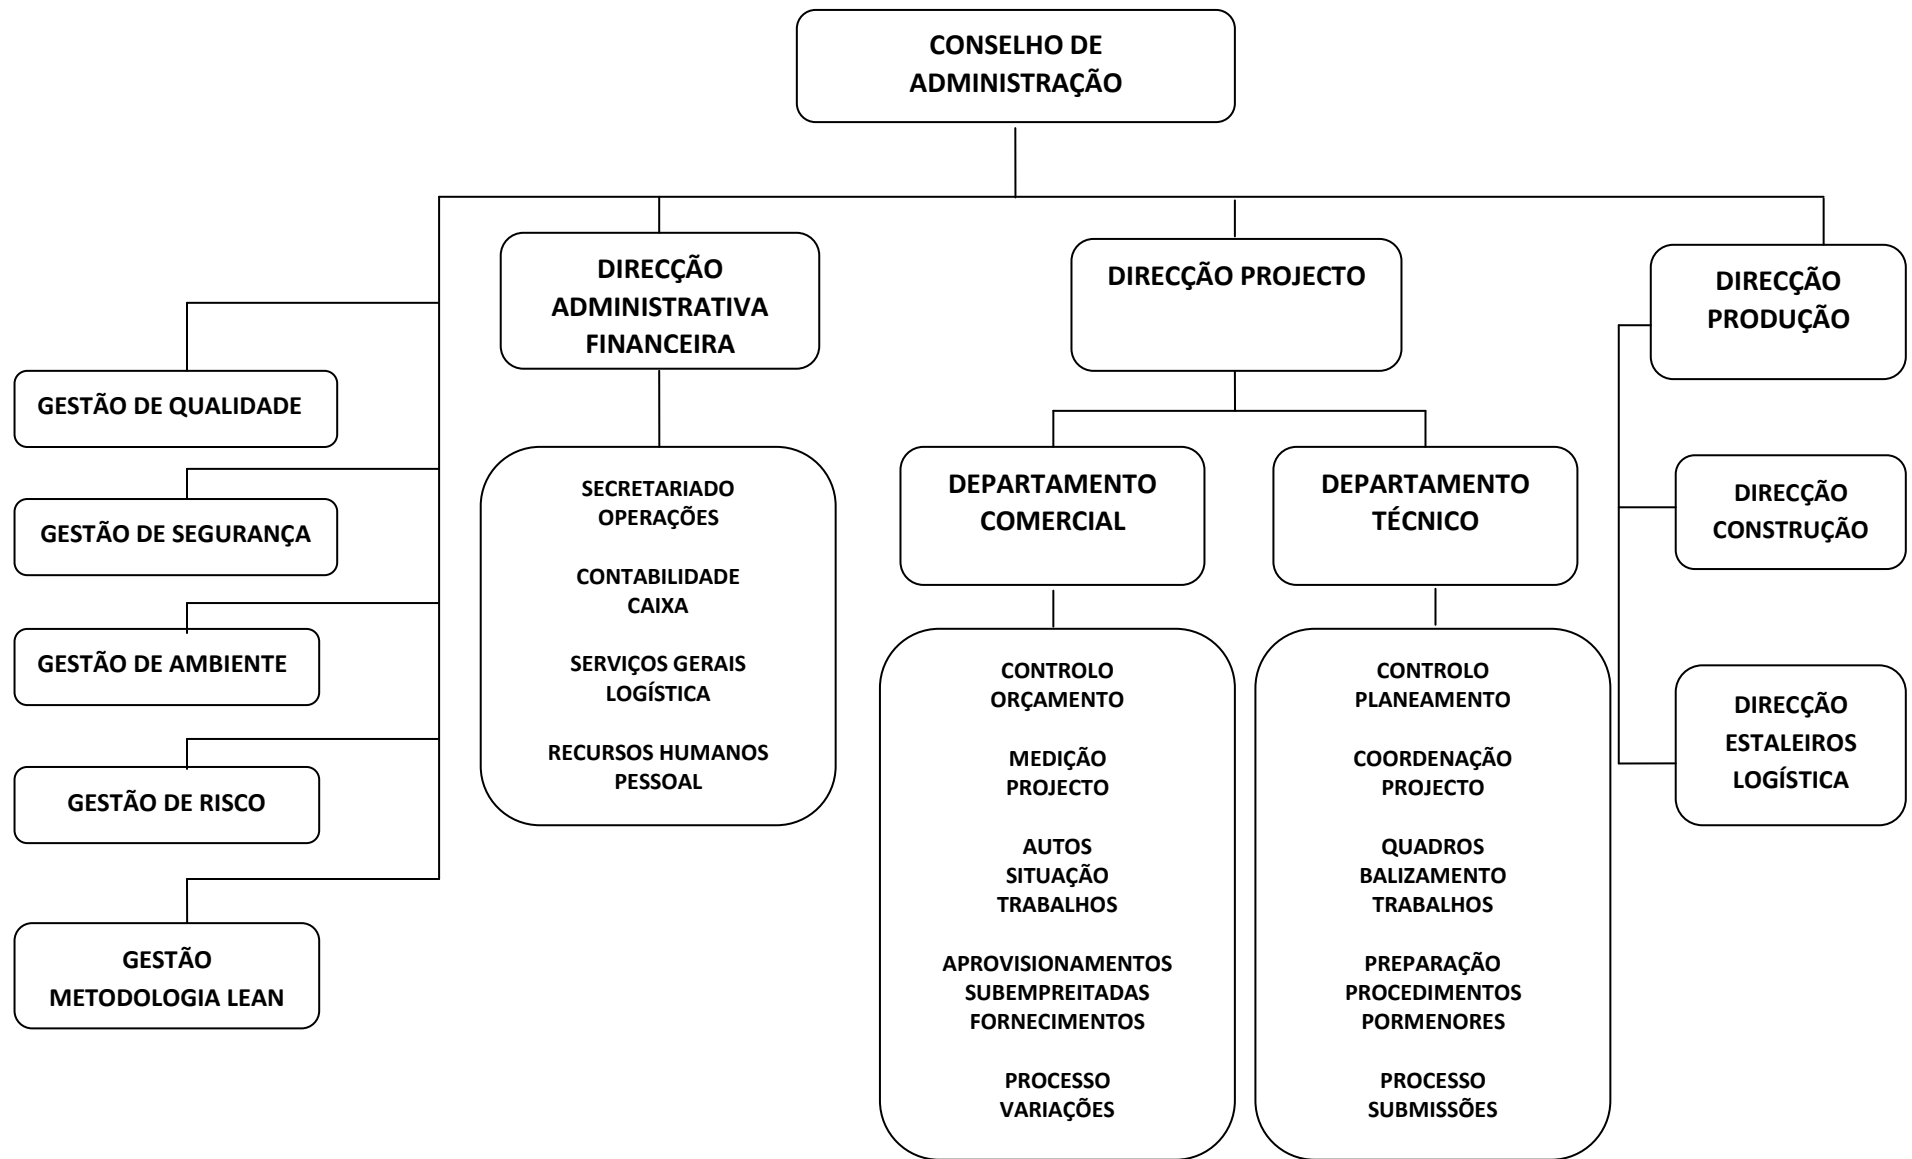 CONSELHO DE
ADMINISTRAÇÃO
DIRECÇÃO
ADMINISTRATIVA
FINANCEIRA
DIRECÇÃO PROJECTO
DIRECÇÃO
PRODUÇÃO
GESTÃO DE QUALIDADE
GESTÃO DE SEGURANÇA
GESTÃO DE AMBIENTE
GESTÃO DE RISCO
GESTÃO
METODOLOGIA LEAN
SECRETARIADO
OPERAÇÕES
CONTABILIDADE
CAIXA
SERVIÇOS GERAIS
LOGÍSTICA
RECURSOS HUMANOS
PESSOAL
DEPARTAMENTO
COMERCIAL
CONTROLO
ORÇAMENTO
MEDIÇÃO
PROJECTO
AUTOS
SITUAÇÃO
TRABALHOS
APROVISIONAMENTOS
SUBEMPREITADAS
FORNECIMENTOS
PROCESSO
VARIAÇÕES
DEPARTAMENTO
TÉCNICO
CONTROLO
PLANEAMENTO
COORDENAÇÃO
PROJECTO
QUADROS
BALIZAMENTO
TRABALHOS
PREPARAÇÃO
PROCEDIMENTOS
PORMENORES
PROCESSO
SUBMISSÕES
DIRECÇÃO
CONSTRUÇÃO
DIRECÇÃO
ESTALEIROS
LOGÍSTICA